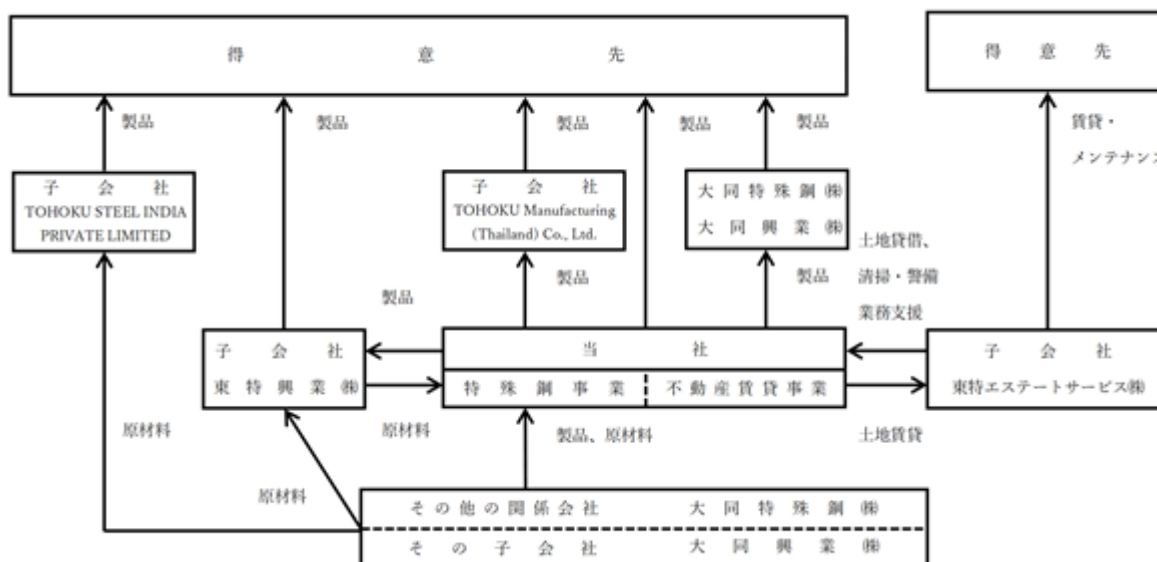 得意先
得意先
製品
製品
製品
製品
製品
賃貸・
メンテナンス
子会社
TOHOKU STEEL INDIA
PRIVATE LIMITED
子会社
TOHOKU Manufacturing
(Thailand) Co., Ltd.
大同特殊鋼㈱
大同興業㈱
土地貸借、
清掃・警備
業務支援
製品
製品
製品
子会社
東特興業㈱
当社
特殊鋼事業
不動産賃貸事業
子会社
東特エステートサービス㈱
原材料
原材料
製品、原材料
土地賃貸
原材料
その他の関係会社 大同特殊鋼㈱
その子会社 大同興業㈱